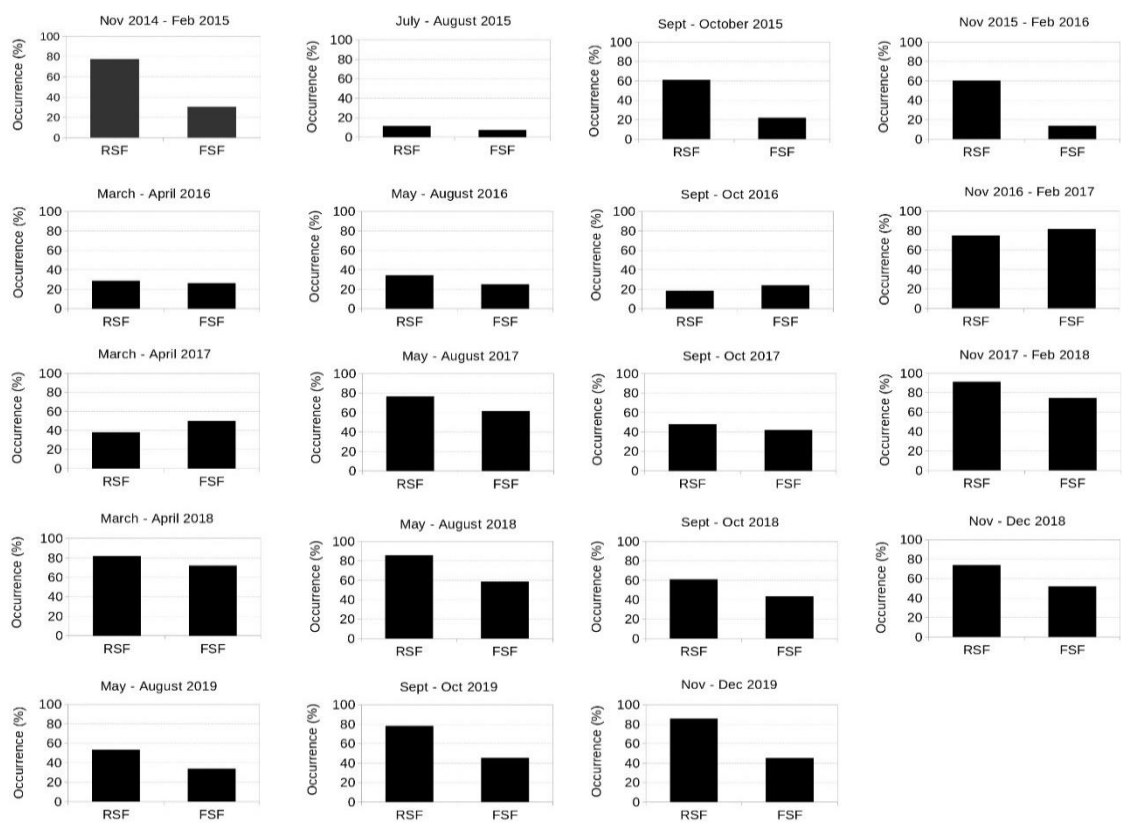 Nov 2014 - Feb 2015
Occurrence (%)
100
80
60
40
20
0
RSF FSF
July - August 2015
Occurrence (%)
100
80
60
40
20
0
RSF FSF
Sept - October 2015
Occurrence (%)
100
80
60
40
20
0
RSF FSF
Nov 2015 - Feb 2016
Occurrence (%)
100
80
60
40
20
0
RSF FSF
March - April 2016
Occurrence (%)
100
80
60
40
20
0
RSF FSF
May - August 2016
Occurrence (%)
100
80
60
40
20
0
RSF FSF
Sept - Oct 2016
Occurrence (%)
100
80
60
40
20
0
RSF FSF
Nov 2016 - Feb 2017
Occurrence (%)
100
80
60
40
20
0
RSF FSF
March - April 2017
Occurrence (%)
100
80
60
40
20
0
RSF FSF
May - August 2017
Occurrence (%)
100
80
60
40
20
0
RSF FSF
Sept - Oct 2017
Occurrence (%)
100
80
60
40
20
0
RSF FSF
Nov 2017 - Feb 2018
Occurrence (%)
100
80
60
40
20
0
RSF FSF
March - April 2018
Occurrence (%)
100
80
60
40
20
0
RSF FSF
May - August 2018
Occurrence (%)
100
80
60
40
20
0
RSF FSF
Sept - Oct 2018
Occurrence (%)
100
80
60
40
20
0
RSF FSF
Nov - Dec 2018
Occurrence (%)
100
80
60
40
20
0
RSF FSF
May - August 2019
Occurrence (%)
100
80
60
40
20
0
RSF FSF
Sept - Oct 2019
Occurrence (%)
100
80
60
40
20
0
RSF FSF
Nov - Dec 2019
Occurrence (%)
100
80
60
40
20
0
RSF FSF